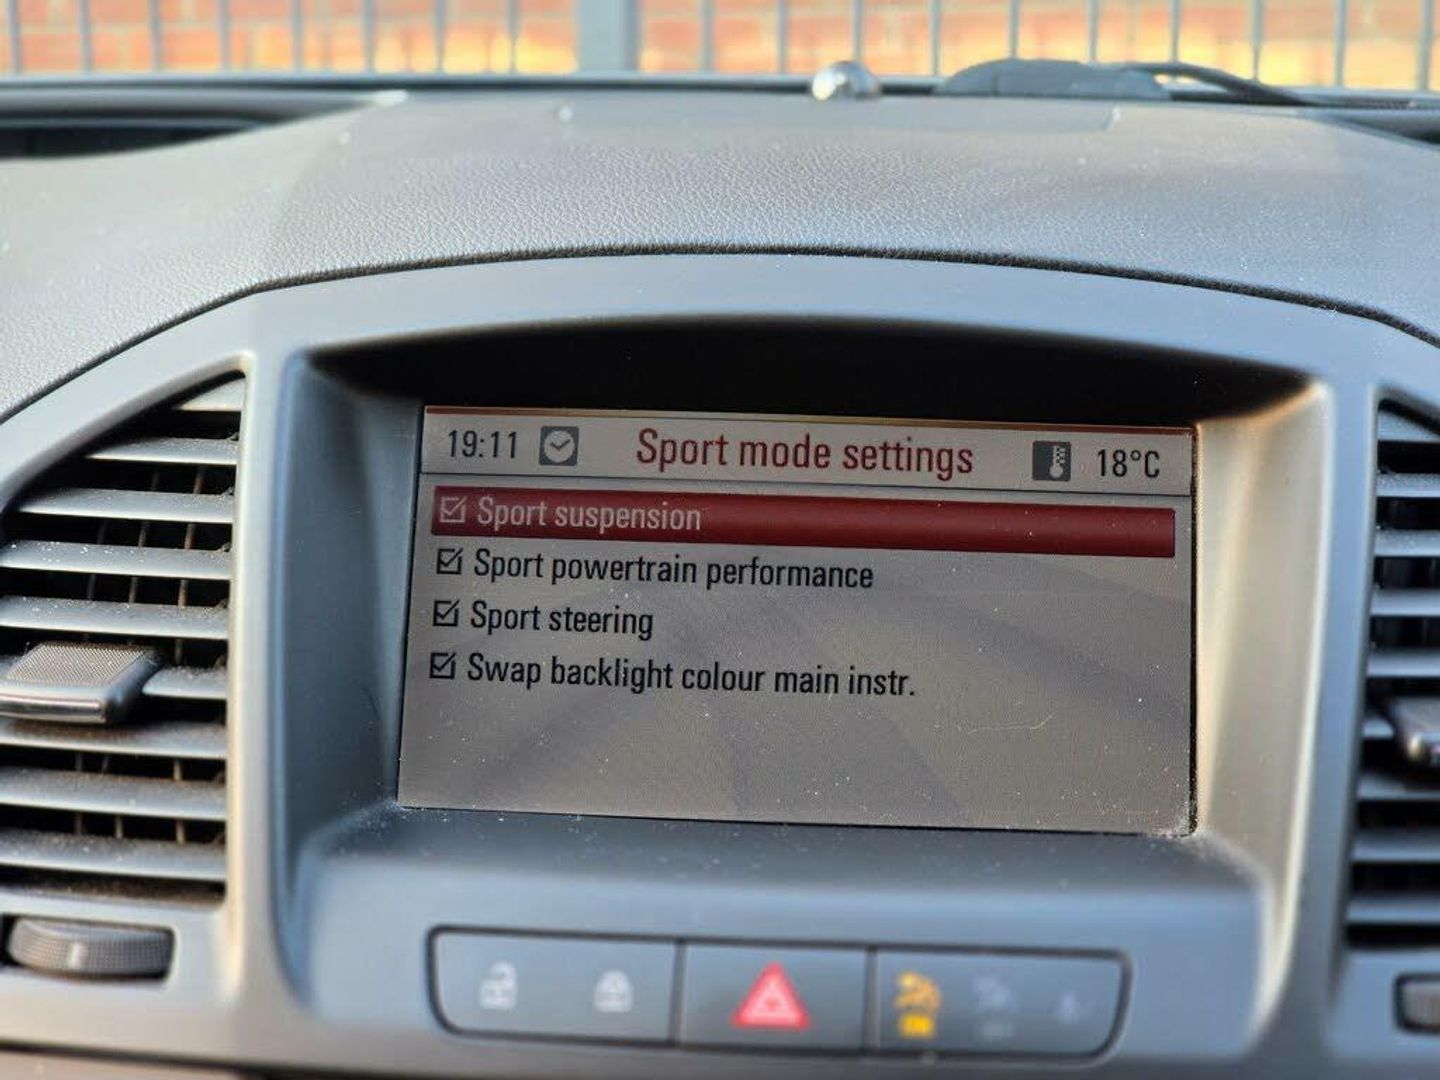 19:11 Sport mode settings 18°C
Sport suspension
Sport powertrain performance
Sport steering
Swap backlight colour main instr.